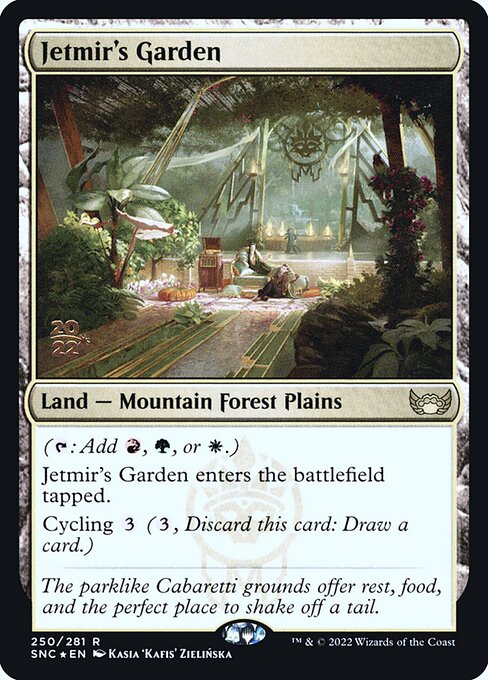 Jetmir's Garden
20
22
Land — Mountain Forest Plains
(T: Add R, G, or W.)
Jetmir's Garden enters the battlefield
tapped.
Cycling 3 (3, Discard this card: Draw a
card.)
The parklike Cabaretti grounds offer rest, food,
and the perfect place to shake off a tail.
250/281 R
SNC ★ EN Kasia 'Kafis' Zielińska
™ & © 2022 Wizards of the Coast